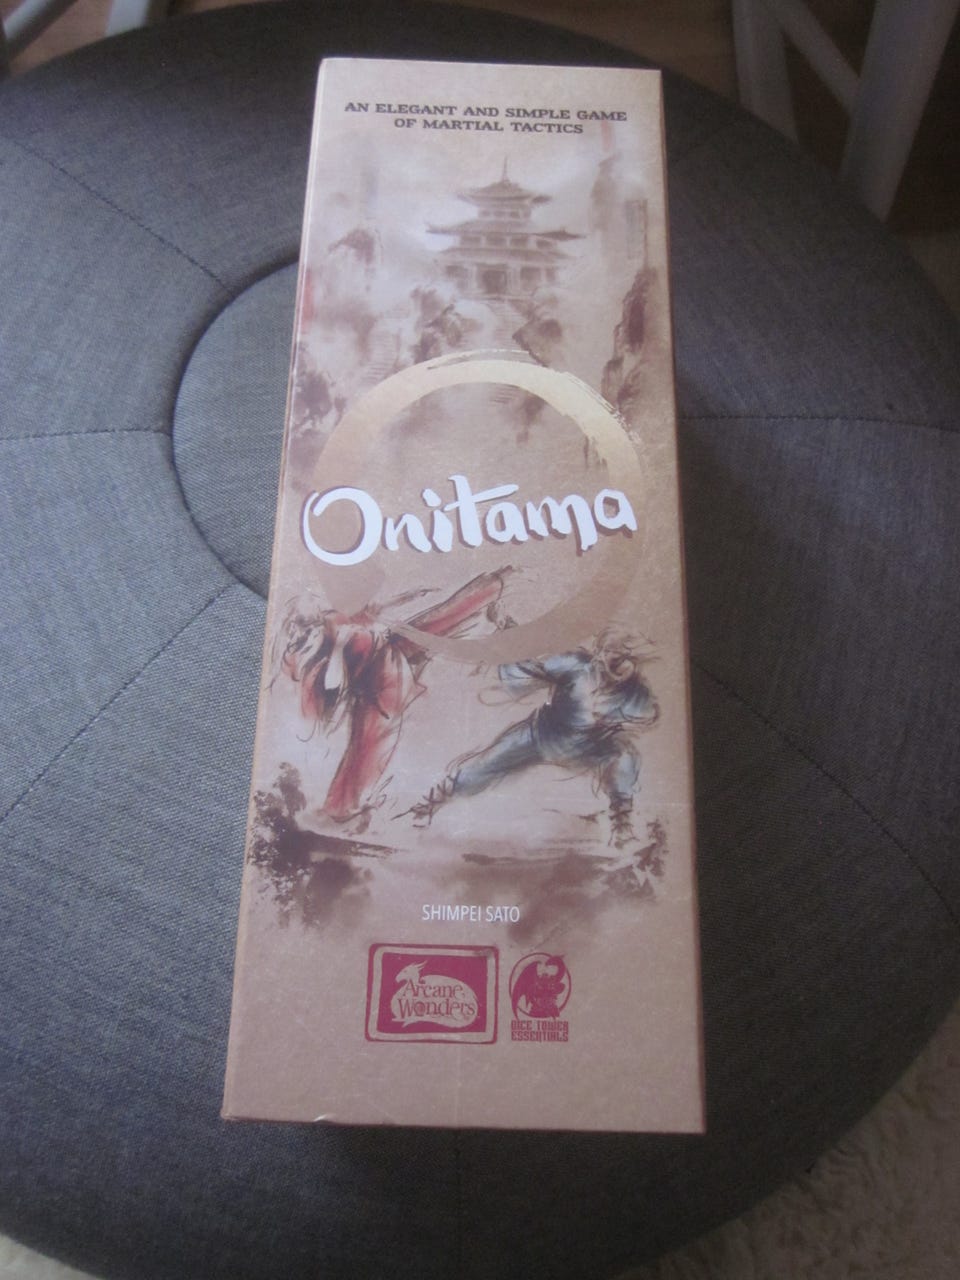 AN ELEGANT AND SIMPLE GAME
OF MARTIAL TACTICS
Onitama
SHIMPEI SATO
Arcane
Wonders
DICE TOWER
ESSENTIALS